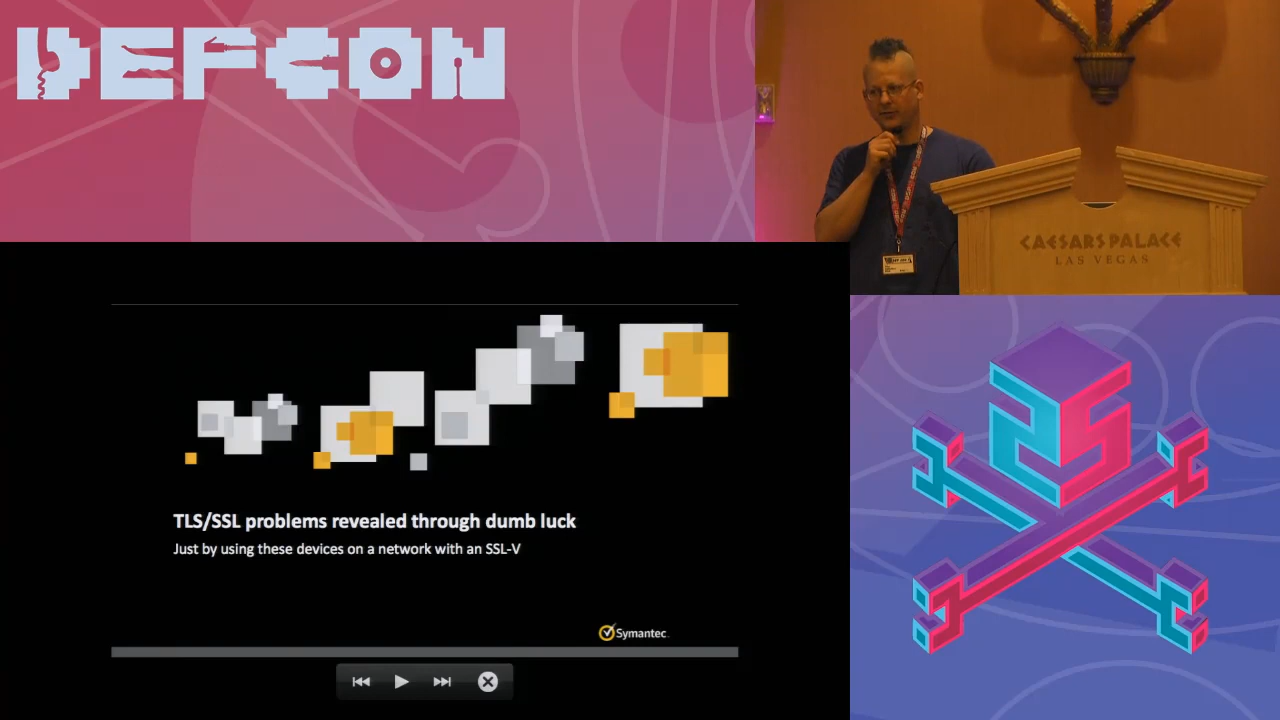 DEFCON
CAESARS PALACE
LAS VEGAS
TLS/SSL problems revealed through dumb luck
Just by using these devices on a network with an SSL-V
Symantec.